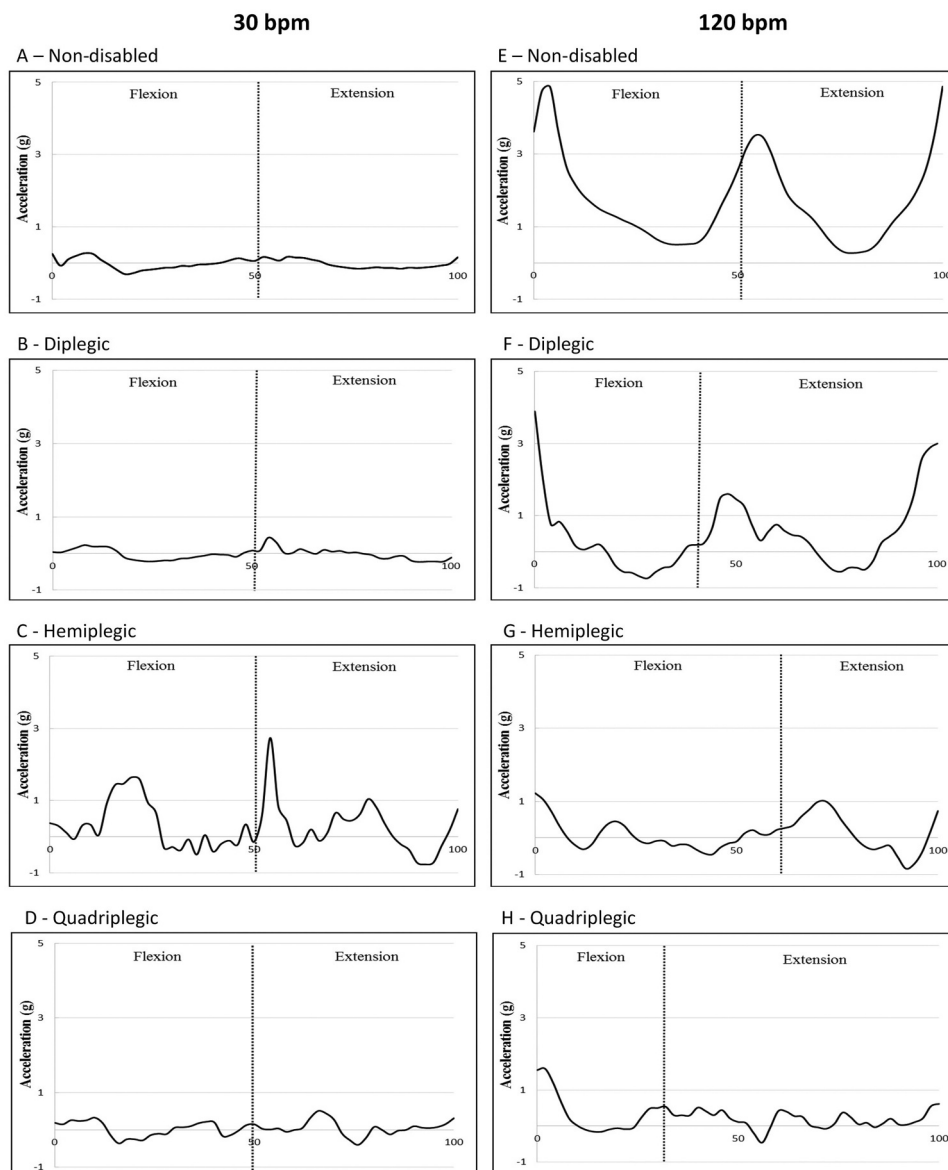 30 bpm
120 bpm
A – Non-disabled
E – Non-disabled
5
Flexion
Extension
3
Acceleration (g)
1
0
50
100
-1
5
Flexion
Extension
3
Acceleration (g)
1
0
50
100
-1
B - Diplegic
F - Diplegic
5
Flexion
Extension
3
Acceleration (g)
1
0
50
100
-1
5
Flexion
Extension
3
Acceleration (g)
1
0
50
100
-1
C - Hemiplegic
G - Hemiplegic
5
Flexion
Extension
3
Acceleration (g)
1
0
50
100
-1
5
Flexion
Extension
3
Acceleration (g)
1
0
50
100
-1
D - Quadriplegic
H - Quadriplegic
5
Flexion
Extension
3
Acceleration (g)
1
0
50
100
-1
5
Flexion
Extension
3
Acceleration (g)
1
0
50
100
-1